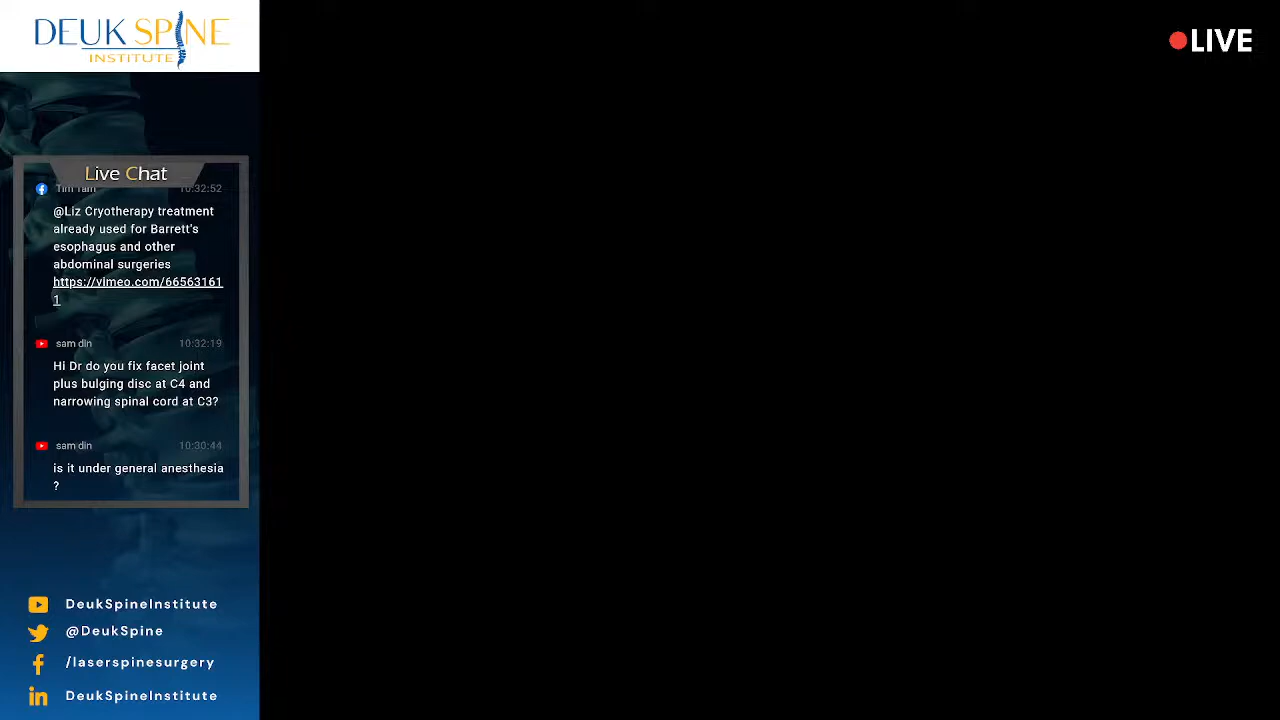 DEUK SPINE
INSTITUTE
LIVE
Live Chat
Tim Tam 10:32:52
@Liz Cryotherapy treatment
already used for Barrett's
esophagus and other
abdominal surgeries
https://vimeo.com/66563161
1
sam din 10:32:19
Hi Dr do you fix facet joint
plus bulging disc at C4 and
narrowing spinal cord at C3?
sam din 10:30:44
is it under general anesthesia
?
DeukSpineInstitute
@DeukSpine
/laserspinesurgery
DeukSpineInstitute